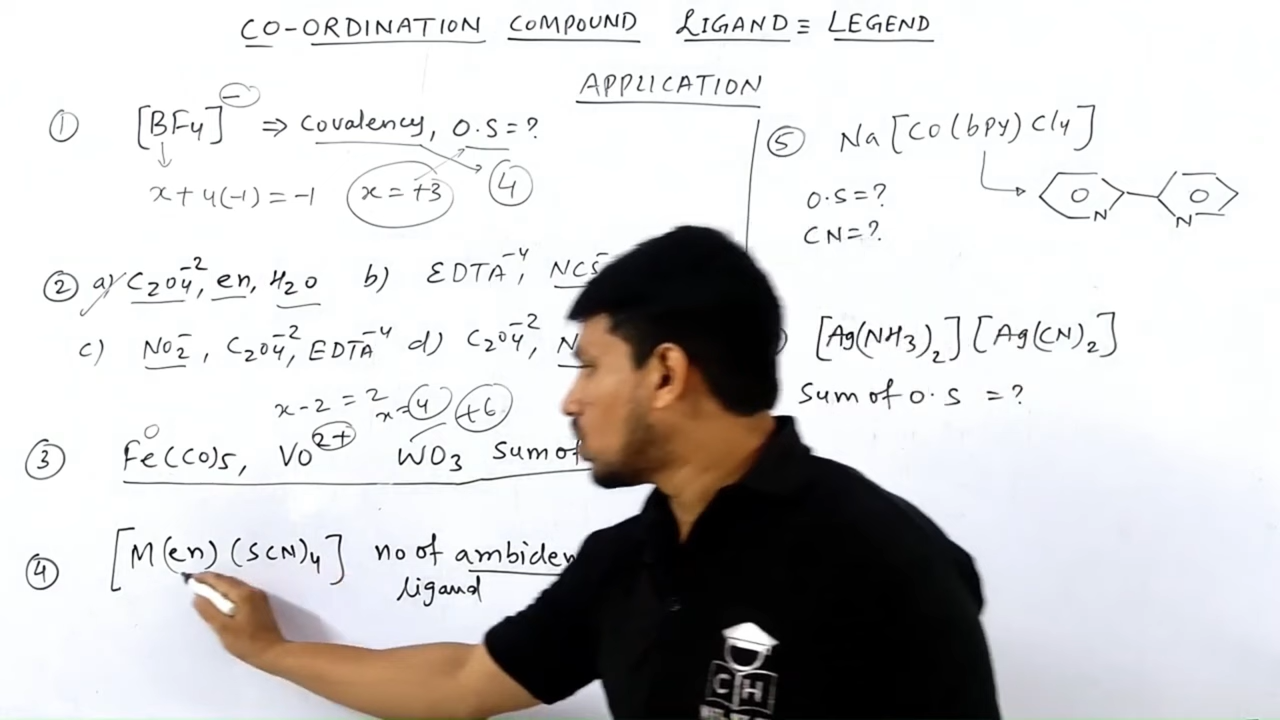 CO-ORDINATION COMPOUND LIGAND ≡ LEGEND
APPLICATION
① [BF4]⁻ ⇒ Covalency, O.S = ?
x + 4(-1) = -1 x = +3 4
② a) C2O4⁻², en, H2O b) EDTA⁻⁴, NCS⁻
c) NO2⁻, C2O4⁻², EDTA⁻⁴ d) C2O4⁻²,
x - 2 = 2 x = 4 +6
0
③ Fe(CO)5, VO²⁺ WO3 Sum of
④ [M(en)(SCN)4] no of
ligand
⑤ Na[CO(bpy)Cl4]
O.S = ?
CN = ?
N N
[Ag(NH3)2][Ag(CN)2]
Sum of O.S = ?
CH